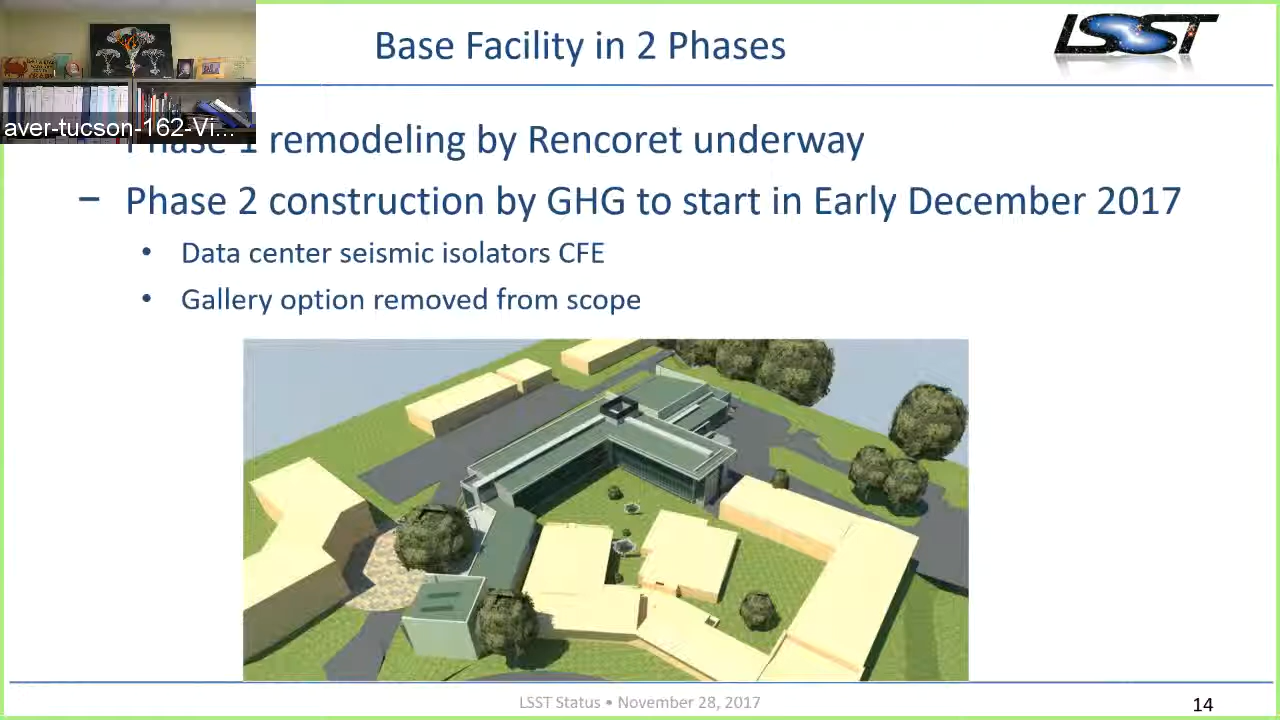 Base Facility in 2 Phases
LSST
aver-tucson-162-Vi...
Phase 1 remodeling by Rencoret underway
– Phase 2 construction by GHG to start in Early December 2017
• Data center seismic isolators CFE
• Gallery option removed from scope
LSST Status • November 28, 2017
14